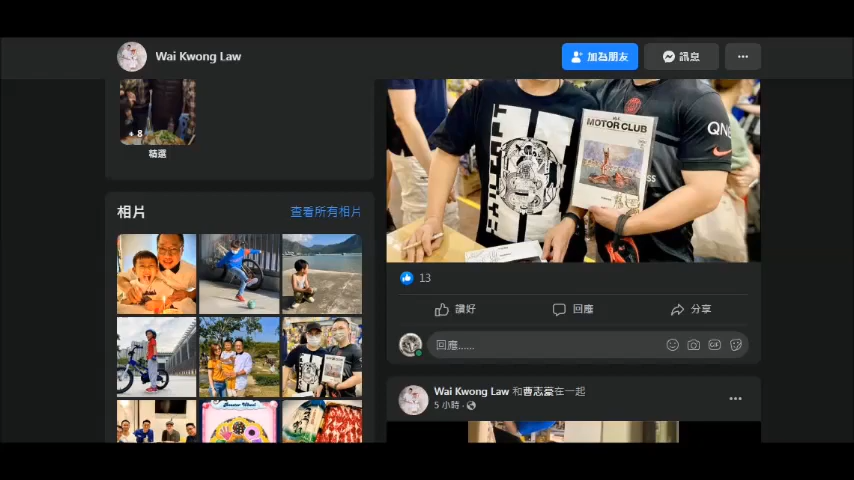 Wai Kwong Law
加為朋友
訊息
8
精選
相片
查看所有相片
MOTOR CLUB
QNB
13
讚好
回應
分享
回應......
GIF
Wai Kwong Law 和曹志豪在一起
5 小時